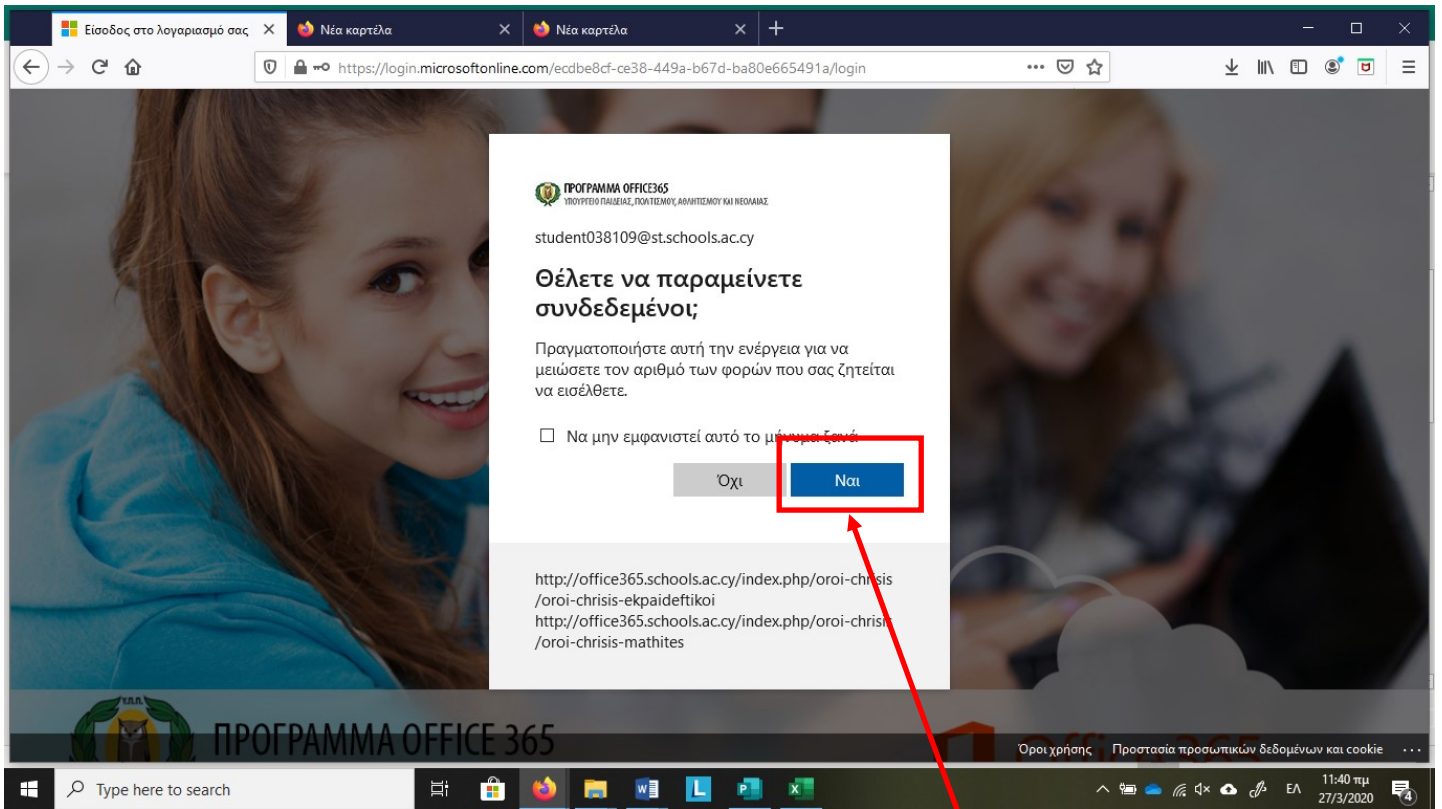 Είσοδος στο λογαριασμό σας
Νέα καρτέλα
Νέα καρτέλα
https://login.microsoftonline.com/ecdbe8cf-ce38-449a-b67d-ba80e665491a/login
ΠΡΟΓΡΑΜΜΑ OFFICE365
ΥΠΟΥΡΓΕΙΟ ΠΑΙΔΕΙΑΣ, ΠΟΛΙΤΙΣΜΟΥ, ΑΘΛΗΤΙΣΜΟΥ ΚΑΙ ΝΕΟΛΑΙΑΣ
student038109@st.schools.ac.cy
Θέλετε να παραμείνετε
συνδεδεμένοι;
Πραγματοποιήστε αυτή την ενέργεια για να
μειώσετε τον αριθμό των φορών που σας ζητείται
να εισέλθετε.
Να μην εμφανιστεί αυτό το μήνυμα ξανά
Όχι
Ναι
http://office365.schools.ac.cy/index.php/oroi-chrisis
/oroi-chrisis-ekpaideftikoi
http://office365.schools.ac.cy/index.php/oroi-chrisis
/oroi-chrisis-mathites
Υ.Π.Π.
ΠΡΟΓΡΑΜΜΑ OFFICE 365
Office 365
Όροι χρήσης
Προστασία προσωπικών δεδομένων και cookie
Type here to search
ΕΛ
11:40 πμ
27/3/2020
4